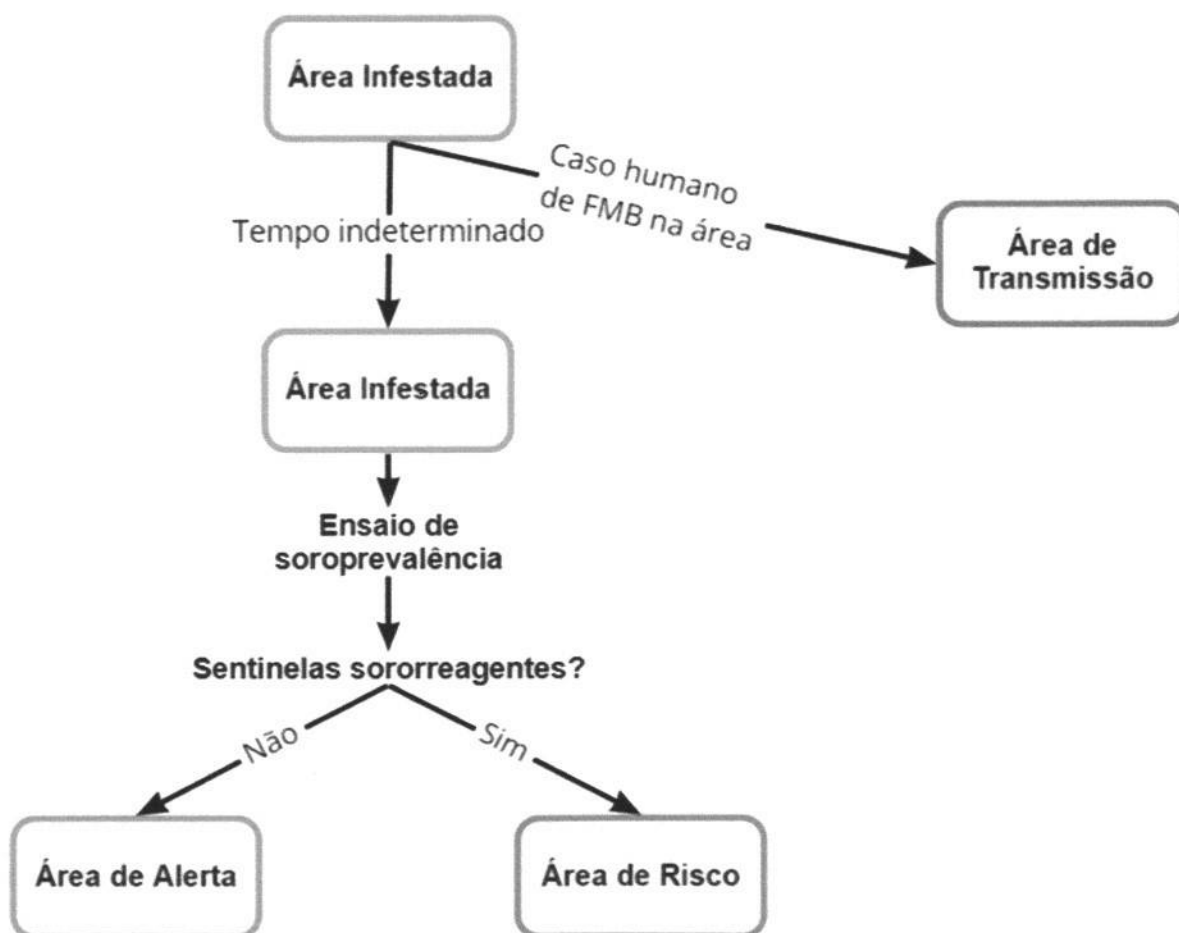 Área Infestada
Caso humano
de FMB na área
Tempo indeterminado
Área de
Transmissão
Área Infestada
Ensaio de
soroprevalência
Sentinelas sororreagentes?
Não
Sim
Área de Alerta
Área de Risco